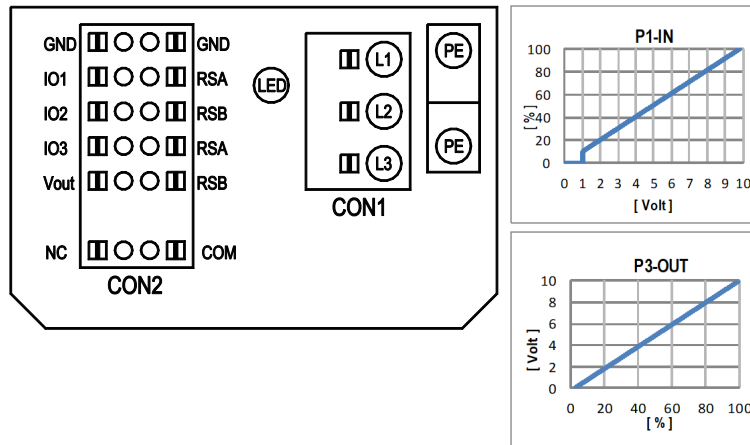 GND GND
IO1 RSA
IO2 RSB
IO3 RSA
Vout RSB
NC COM
CON2
LED
L1
L2
L3
CON1
PE
PE
P1-IN
100
80
60
40
20
0
[ % ]
0 1 2 3 4 5 6 7 8 9 10
[ Volt ]
P3-OUT
10
8
6
4
2
0
[ Volt ]
0 20 40 60 80 100
[ % ]